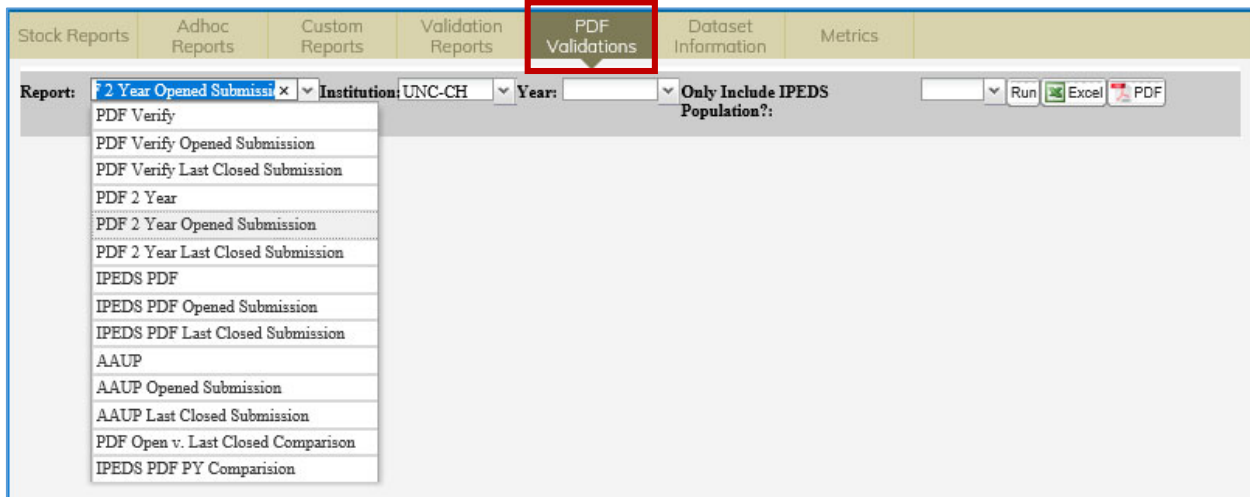 Stock Reports
Adhoc Reports
Custom Reports
Validation Reports
PDF Validations
Dataset Information
Metrics
Report: 2 Year Opened Submissi × Institution: UNC-CH Year: Only Include IPEDS Population?: Run Excel PDF
PDF Verify
PDF Verify Opened Submission
PDF Verify Last Closed Submission
PDF 2 Year
PDF 2 Year Opened Submission
PDF 2 Year Last Closed Submission
IPEDS PDF
IPEDS PDF Opened Submission
IPEDS PDF Last Closed Submission
AAUP
AAUP Opened Submission
AAUP Last Closed Submission
PDF Open v. Last Closed Comparison
IPEDS PDF PY Comparision